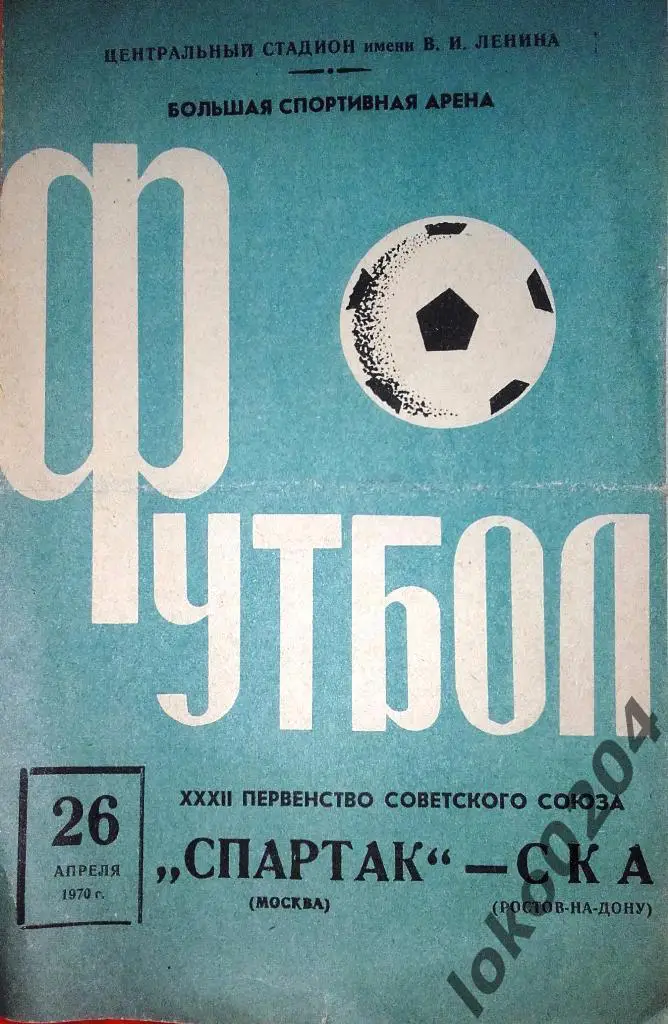 ЦЕНТРАЛЬНЫЙ СТАДИОН имени В. И. ЛЕНИНА
БОЛЬШАЯ СПОРТИВНАЯ АРЕНА
ФУТБОЛ
XXXII ПЕРВЕНСТВО СОВЕТСКОГО СОЮЗА
26
АПРЕЛЯ
1970 г.
„СПАРТАК“ — СКА
(МОСКВА) (РОСТОВ-НА-ДОНУ)
loko00204